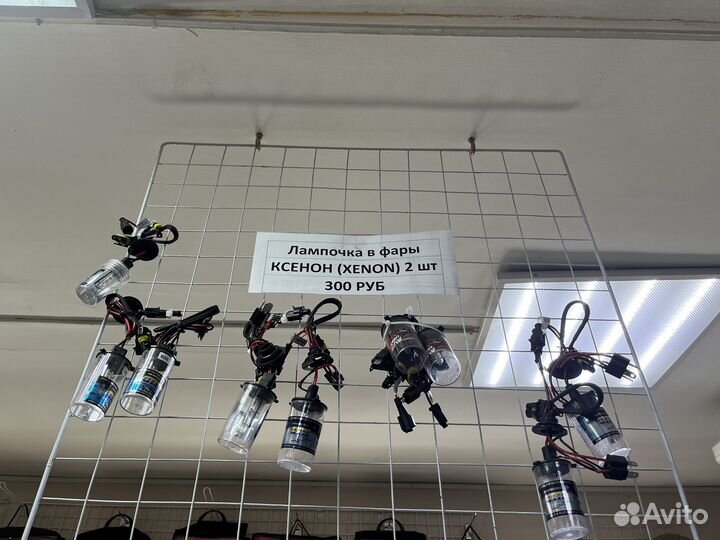 Лампочка в фары
КСЕНОН (XENON) 2 шт
300 РУБ
Avito